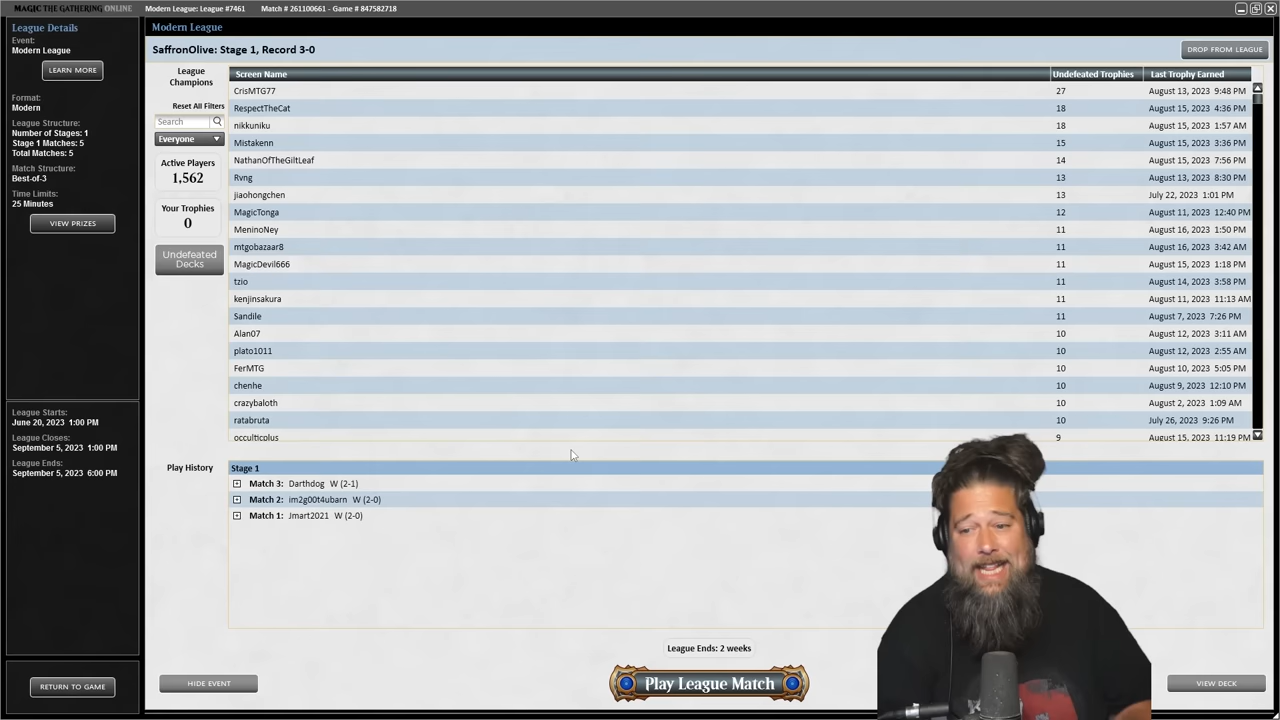 MAGIC THE GATHERING ONLINE Modern League: League #7461 Match # 261100661 - Game # 847582718
League Details
Event:
Modern League
LEARN MORE
Format:
Modern
League Structure:
Number of Stages: 1
Stage 1 Matches: 5
Total Matches: 5
Match Structure:
Best-of-3
Time Limits:
25 Minutes
VIEW PRIZES
League Starts:
June 20, 2023 1:00 PM
League Closes:
September 5, 2023 1:00 PM
League Ends:
September 5, 2023 6:00 PM
RETURN TO GAME
Modern League
SaffronOlive: Stage 1, Record 3-0
DROP FROM LEAGUE
League
Champions
Reset All Filters
Search
Everyone
Active Players
1,562
Your Trophies
0
Undefeated
Decks
Screen Name Undefeated Trophies Last Trophy Earned
CrisMTG77 27 August 13, 2023 9:48 PM
RespectTheCat 18 August 15, 2023 4:36 PM
nikkuniku 18 August 15, 2023 1:57 AM
Mistakenn 15 August 15, 2023 3:36 PM
NathanOfTheGiltLeaf 14 August 15, 2023 7:56 PM
Rvng 13 August 13, 2023 8:30 PM
jiaohongchen 13 July 22, 2023 1:01 PM
MagicTonga 12 August 11, 2023 12:40 PM
MeninoNey 11 August 16, 2023 1:50 PM
mtgobazaar8 11 August 16, 2023 3:42 AM
MagicDevil666 11 August 15, 2023 1:18 PM
tzio 11 August 14, 2023 3:58 PM
kenjinsakura 11 August 11, 2023 11:13 AM
Sandile 11 August 7, 2023 7:26 PM
Alan07 10 August 12, 2023 3:11 AM
plato1011 10 August 12, 2023 2:55 AM
FerMTG 10 August 10, 2023 5:05 PM
chenhe 10 August 9, 2023 12:10 PM
crazybaloth 10 August 2, 2023 1:09 AM
ratabruta 10 July 26, 2023 9:26 PM
occulticplus 9 August 15, 2023 11:19 PM
Play History
Stage 1
Match 3: Darthdog W (2-1)
Match 2: im2g00t4ubarn W (2-0)
Match 1: Jmart2021 W (2-0)
League Ends: 2 weeks
HIDE EVENT
Play League Match
VIEW DECK